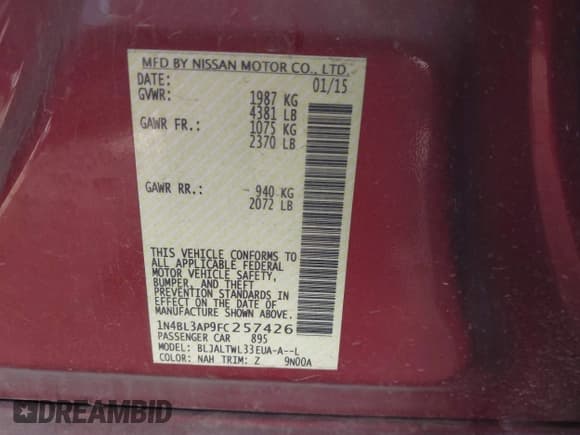 MFD BY NISSAN MOTOR CO., LTD.
DATE: 01/15
GVWR: 1987 KG
4381 LB
GAWR FR.: 1075 KG
2370 LB
GAWR RR.: 940 KG
2072 LB
THIS VEHICLE CONFORMS TO
ALL APPLICABLE FEDERAL
MOTOR VEHICLE SAFETY,
BUMPER, AND THEFT
PREVENTION STANDARDS
IN EFFECT ON THE DATE OF
MANUFACTURE SHOWN ABOVE.
1N4BL3AP9FC257426
PASSENGER CAR 895
MODEL: BLJALTWL33EUA-A--L
COLOR: NAH TRIM: Z 9N00A
DREAMBID